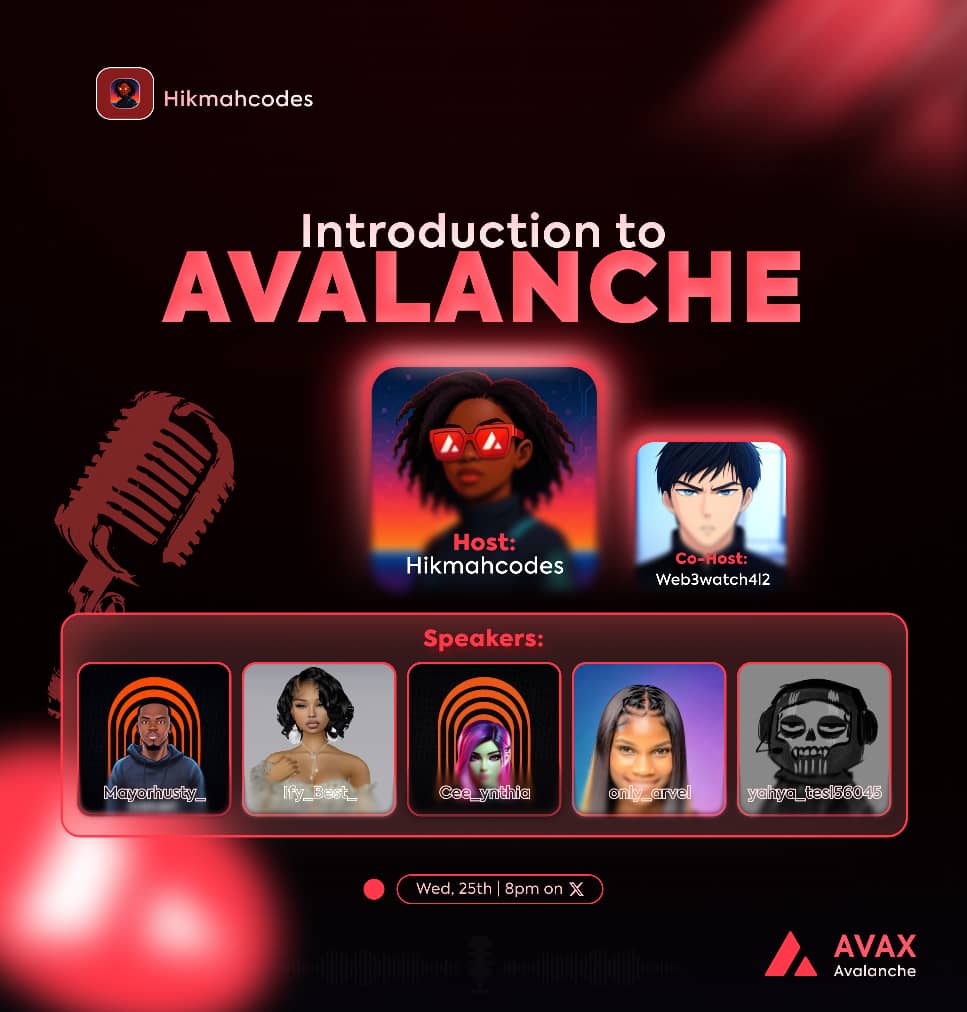 Hikmahcodes
Introduction to
AVALANCHE
Host:
Hikmahcodes
Co-Host:
Web3watch4l2
Speakers:
Mayorhusty_
Ify_Best_
Cee_ynthia
only_arvel
yahya_tesl56045
Wed, 25th | 8pm on X
AVAX
Avalanche